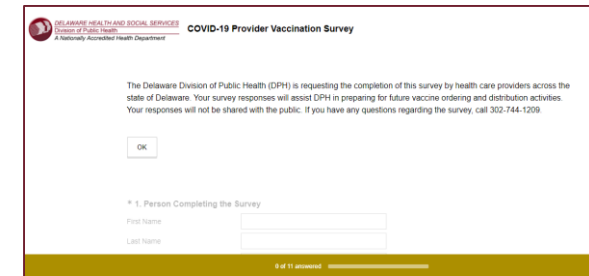 DELAWARE HEALTH AND SOCIAL SERVICES
Division of Public Health
A Nationally Accredited Health Department
COVID-19 Provider Vaccination Survey
The Delaware Division of Public Health (DPH) is requesting the completion of this survey by health care providers across the
state of Delaware. Your survey responses will assist DPH in preparing for future vaccine ordering and distribution activities.
Your responses will not be shared with the public. If you have any questions regarding the survey, call 302-744-1209.
OK
* 1. Person Completing the Survey
First Name
Last Name
0 of 11 answered